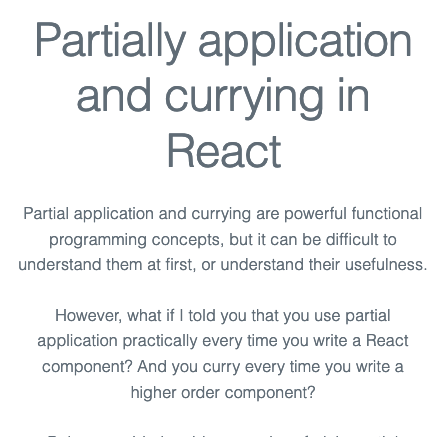 Partially application
and currying in
React
Partial application and currying are powerful functional
programming concepts, but it can be difficult to
understand them at first, or understand their usefulness.
However, what if I told you that you use partial
application practically every time you write a React
component? And you curry every time you write a
higher order component?